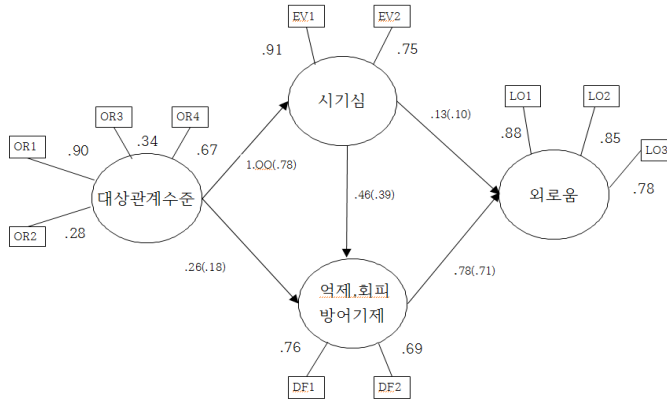 EV1
EV2
.91
.75
시기심
OR3
OR4
.34
.67
OR1
.90
대상관계수준
OR2
.28
1.00(.78)
.13(.10)
.46(.39)
.26(.18)
.78(.71)
LO1
LO2
.88
.85
LO3
외로움
.78
억제,회피
방어기제
.76
.69
DF1
DF2